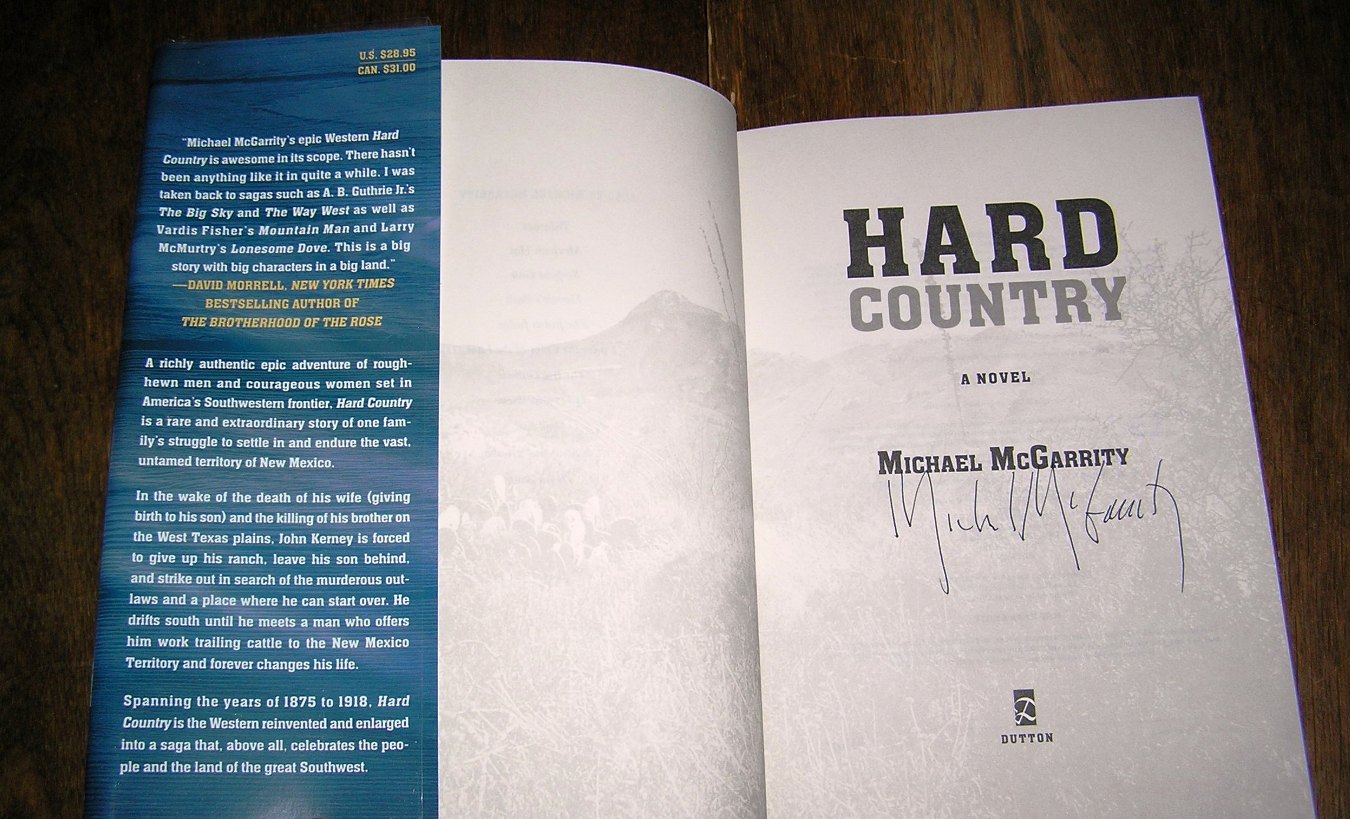 U.S. $28.95
CAN. $31.00
"Michael McGarrity's epic Western Hard
Country is awesome in its scope. There hasn't
been anything like it in quite a while. I was
taken back to sagas such as A. B. Guthrie Jr.'s
The Big Sky and The Way West as well as
Vardis Fisher's Mountain Man and Larry
McMurtry's Lonesome Dove. This is a big
story with big characters in a big land."
—DAVID MORRELL, NEW YORK TIMES
BESTSELLING AUTHOR OF
THE BROTHERHOOD OF THE ROSE
A richly authentic epic adventure of rough-
hewn men and courageous women set in
America's Southwestern frontier, Hard Country
is a rare and extraordinary story of one fam-
ily's struggle to settle in and endure the vast,
untamed territory of New Mexico.
In the wake of the death of his wife (giving
birth to his son) and the killing of his brother on
the West Texas plains, John Kerney is forced
to give up his ranch, leave his son behind,
and strike out in search of the murderous out-
laws and a place where he can start over. He
drifts south until he meets a man who offers
him work trailing cattle to the New Mexico
Territory and forever changes his life.
Spanning the years of 1875 to 1918, Hard
Country is the Western reinvented and enlarged
into a saga that, above all, celebrates the peo-
ple and the land of the great Southwest.
HARD
COUNTRY
A NOVEL
MICHAEL MCGARRITY
Michael McGarrity
DUTTON